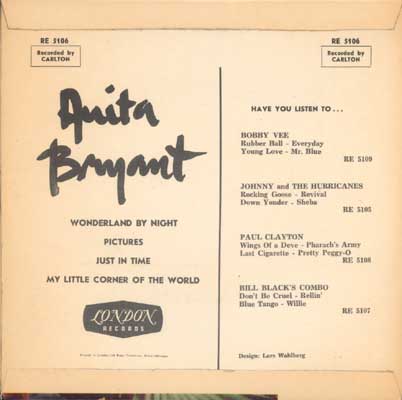 RE 5106
Recorded by
CARLTON
Anita
Bryant
WONDERLAND BY NIGHT
PICTURES
JUST IN TIME
MY LITTLE CORNER OF THE WORLD
LONDON
RECORDS
RE 5106
Recorded by
CARLTON
HAVE YOU LISTEN TO ...
BOBBY VEE
Rubber Ball - Everyday
Young Love - Mr. Blue
RE 5109
JOHNNY and THE HURRICANES
Rocking Goose - Revival
Down Yonder - Sheba
RE 5105
PAUL CLAYTON
Wings Of a Dove - Pharach's Army
Last Cigarette - Pretty Peggy-O
RE 5108
BILL BLACK'S COMBO
Don't Be Cruel - Rollin'
Blue Tango - Willie
RE 5107
Design: Lars Wahlberg